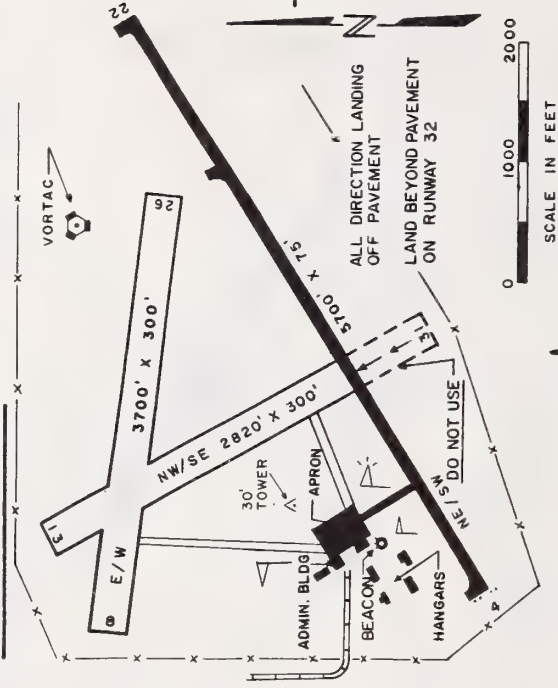 22
VORTAC
26
3700' X 300'
13
E/W
8
NW/SE 2820' X 300'
5700' X 75'
NE/SW
30'
TOWER
APRON
ADMIN. BLDG
BEACON
HANGARS
3
DO NOT USE
N
ALL DIRECTION LANDING
OFF PAVEMENT
LAND BEYOND PAVEMENT
ON RUNWAY 32
0 1000 2000
SCALE IN FEET